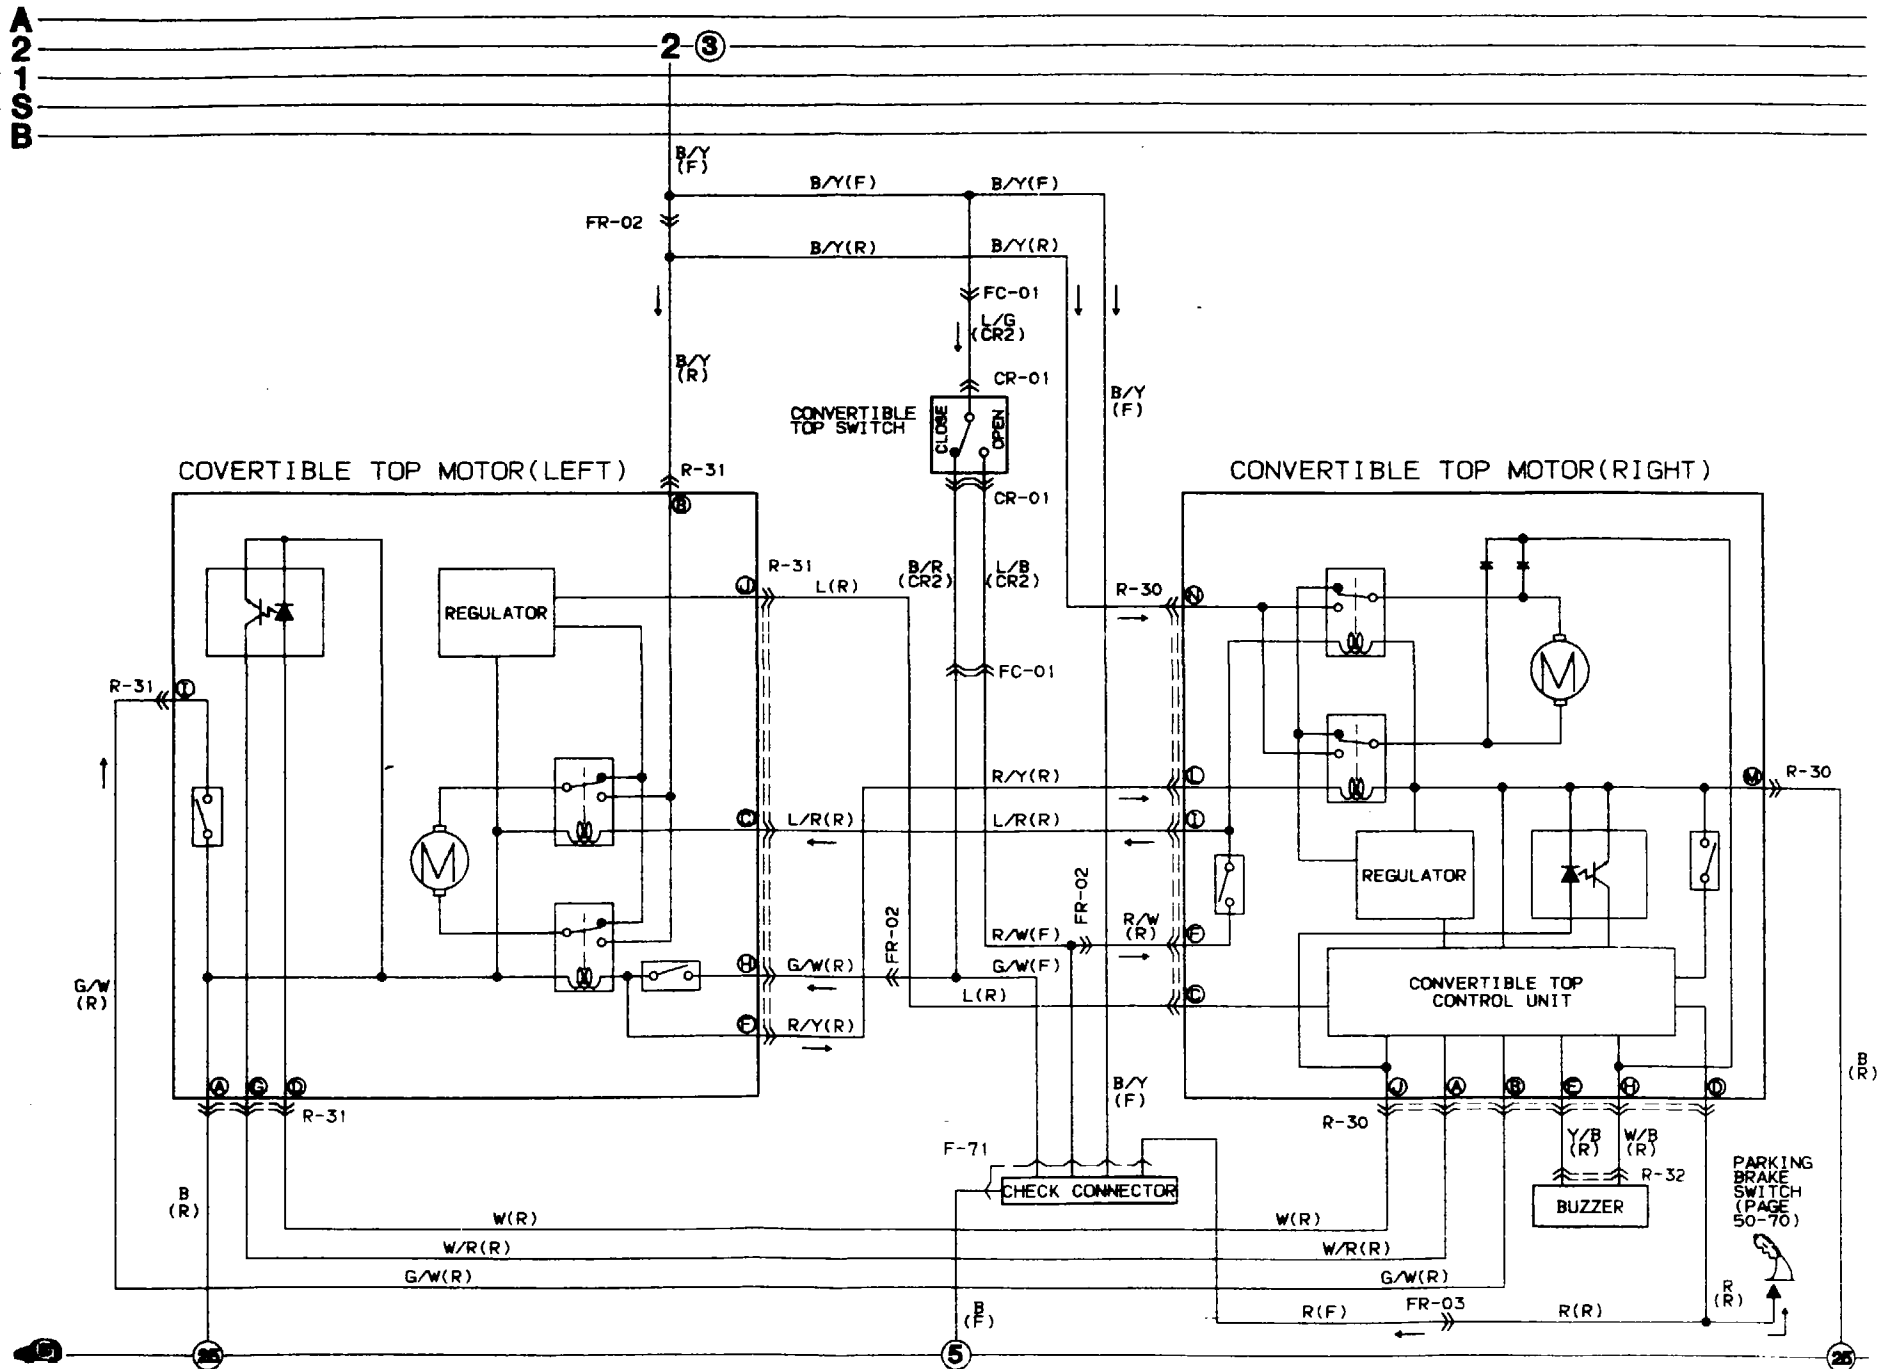 A
2
2 ③
1
S
B
B/Y
(F)
B/Y(F)
B/Y(F)
FR-02
B/Y(R)
B/Y(R)
FC-01
L/G
(CR2)
B/Y
(R)
CR-01
B/Y
(F)
CONVERTIBLE
TOP SWITCH
CLOSE
OPEN
COVERTIBLE TOP MOTOR(LEFT)
R-31
CONVERTIBLE TOP MOTOR(RIGHT)
B
CR-01
R-31
J
L(R)
B/R
(CR2)
L/B
(CR2)
R-30
N
REGULATOR
M
R-31
I
FC-01
R/Y(R)
L
M
R-30
C
L/R(R)
L/R(R)
I
M
REGULATOR
FR-02
FR-02
R/W(F)
R/W
(R)
F
H
G/W(R)
G/W(F)
G/W
(R)
L(R)
C
CONVERTIBLE TOP
CONTROL UNIT
F
R/Y(R)
B
(R)
A
G
D
R-31
B/Y
(F)
J
A
B
E
H
D
R-30
Y/B
(R)
W/B
(R)
F-71
R-32
PARKING
BRAKE
SWITCH
(PAGE
50-70)
CHECK CONNECTOR
BUZZER
B
(R)
W(R)
W(R)
W/R(R)
W/R(R)
G/W(R)
G/W(R)
B
(F)
R(F)
FR-03
R(R)
R
(R)
5